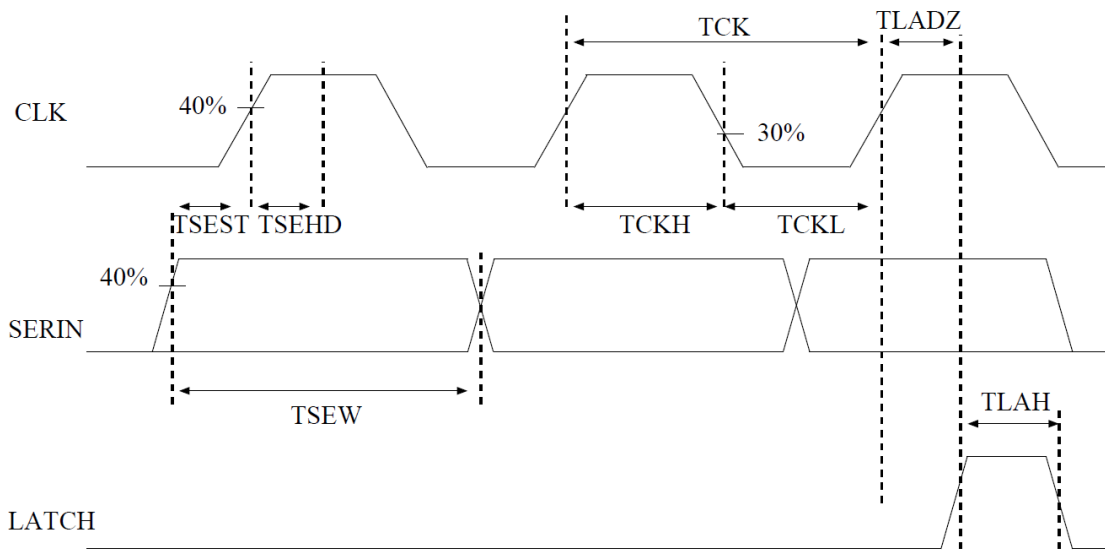 TCK
TLADZ
CLK
40%
30%
TSEST
TSEHD
TCKH
TCKL
40%
SERIN
TSEW
TLAH
LATCH